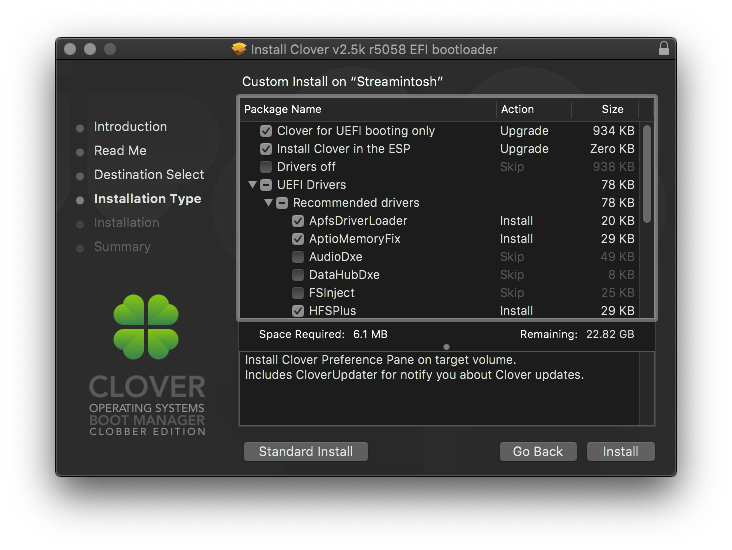 Install Clover v2.5k r5058 EFI bootloader
Custom Install on “Streamintosh”
Introduction
Read Me
Destination Select
Installation Type
Installation
Summary
Package Name Action Size
Clover for UEFI booting only Upgrade 934 KB
Install Clover in the ESP Upgrade Zero KB
Drivers off Skip 938 KB
UEFI Drivers 78 KB
Recommended drivers 78 KB
ApfsDriverLoader Install 20 KB
AptioMemoryFix Install 29 KB
AudioDxe Skip 49 KB
DataHubDxe Skip 8 KB
FSInject Skip 25 KB
HFSPlus Install 29 KB
Space Required: 6.1 MB Remaining: 22.82 GB
Install Clover Preference Pane on target volume.
Includes CloverUpdater for notify you about Clover updates.
CLOVER
OPERATING SYSTEMS
BOOT MANAGER
CLOBBER EDITION
Standard Install Go Back Install